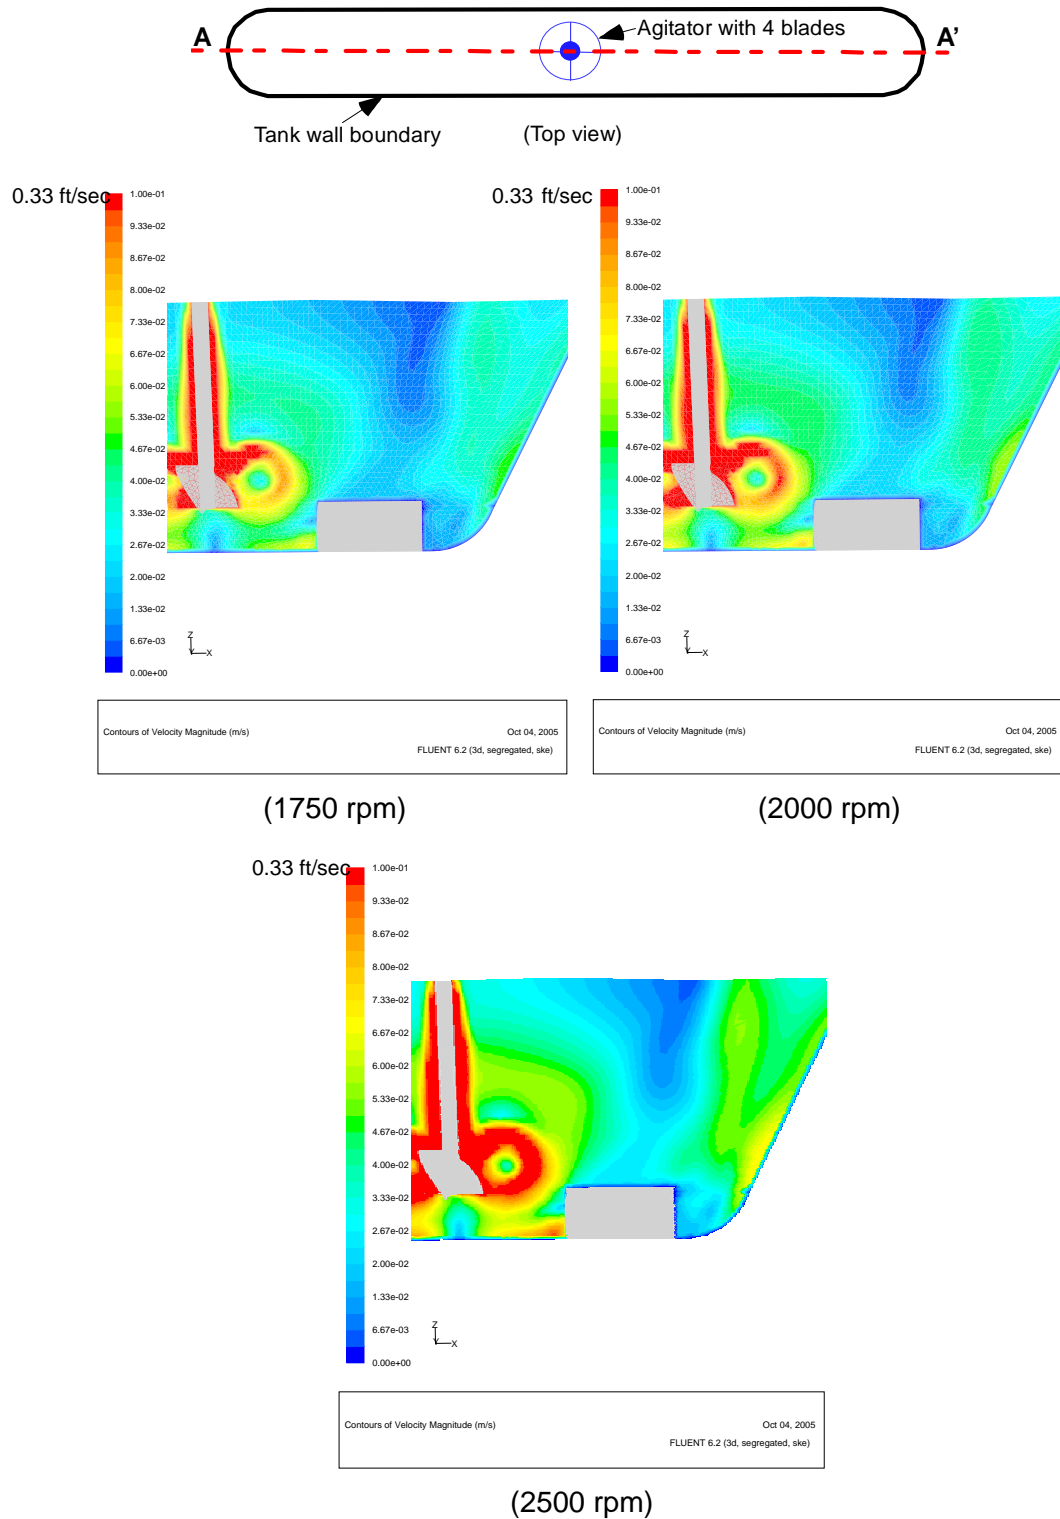 A
Agitator with 4 blades
A’
Tank wall boundary
(Top view)
0.33 ft/sec
1.00e-01
9.33e-02
8.67e-02
8.00e-02
7.33e-02
6.67e-02
6.00e-02
5.33e-02
4.67e-02
4.00e-02
3.33e-02
2.67e-02
2.00e-02
1.33e-02
6.67e-03
0.00e+00
Z
X
Contours of Velocity Magnitude (m/s)
Oct 04, 2005
FLUENT 6.2 (3d, segregated, ske)
(1750 rpm)
0.33 ft/sec
1.00e-01
9.33e-02
8.67e-02
8.00e-02
7.33e-02
6.67e-02
6.00e-02
5.33e-02
4.67e-02
4.00e-02
3.33e-02
2.67e-02
2.00e-02
1.33e-02
6.67e-03
0.00e+00
Z
X
Contours of Velocity Magnitude (m/s)
Oct 04, 2005
FLUENT 6.2 (3d, segregated, ske)
(2000 rpm)
0.33 ft/sec
1.00e-01
9.33e-02
8.67e-02
8.00e-02
7.33e-02
6.67e-02
6.00e-02
5.33e-02
4.67e-02
4.00e-02
3.33e-02
2.67e-02
2.00e-02
1.33e-02
6.67e-03
0.00e+00
Z
X
Contours of Velocity Magnitude (m/s)
Oct 04, 2005
FLUENT 6.2 (3d, segregated, ske)
(2500 rpm)